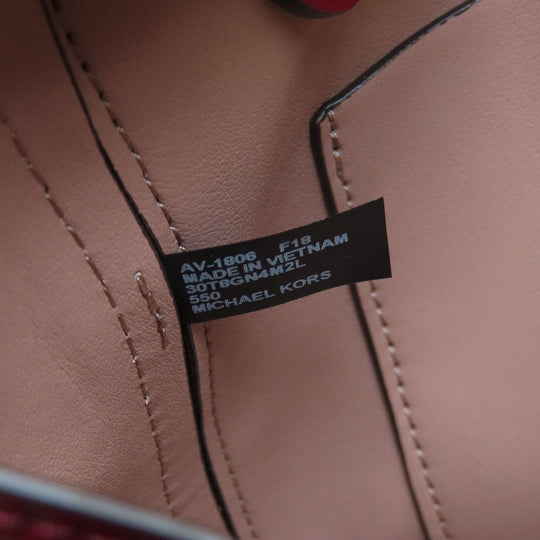 AV-1806 F18
MADE IN VIETNAM
30T8GN4M2L
550
MICHAEL KORS